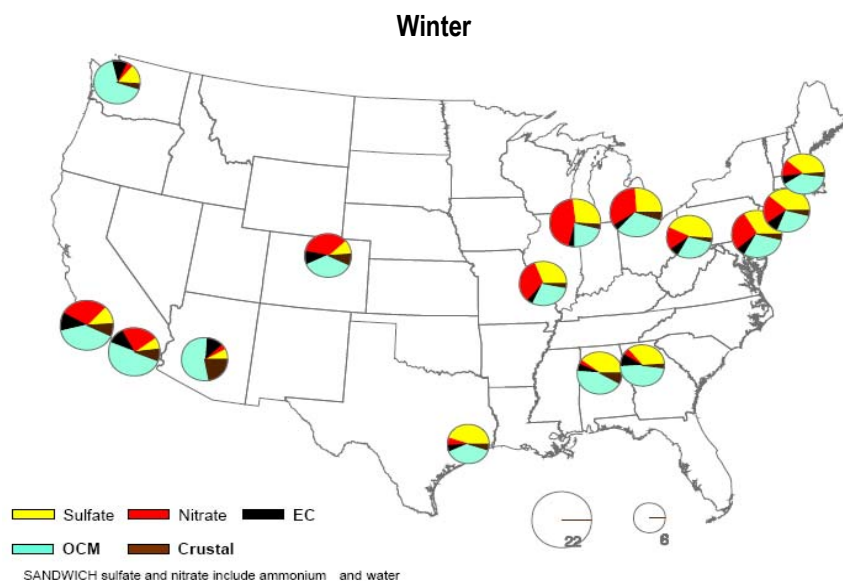 Winter
22
6
Sulfate Nitrate EC
OCM Crustal
SANDWICH sulfate and nitrate include ammonium and water